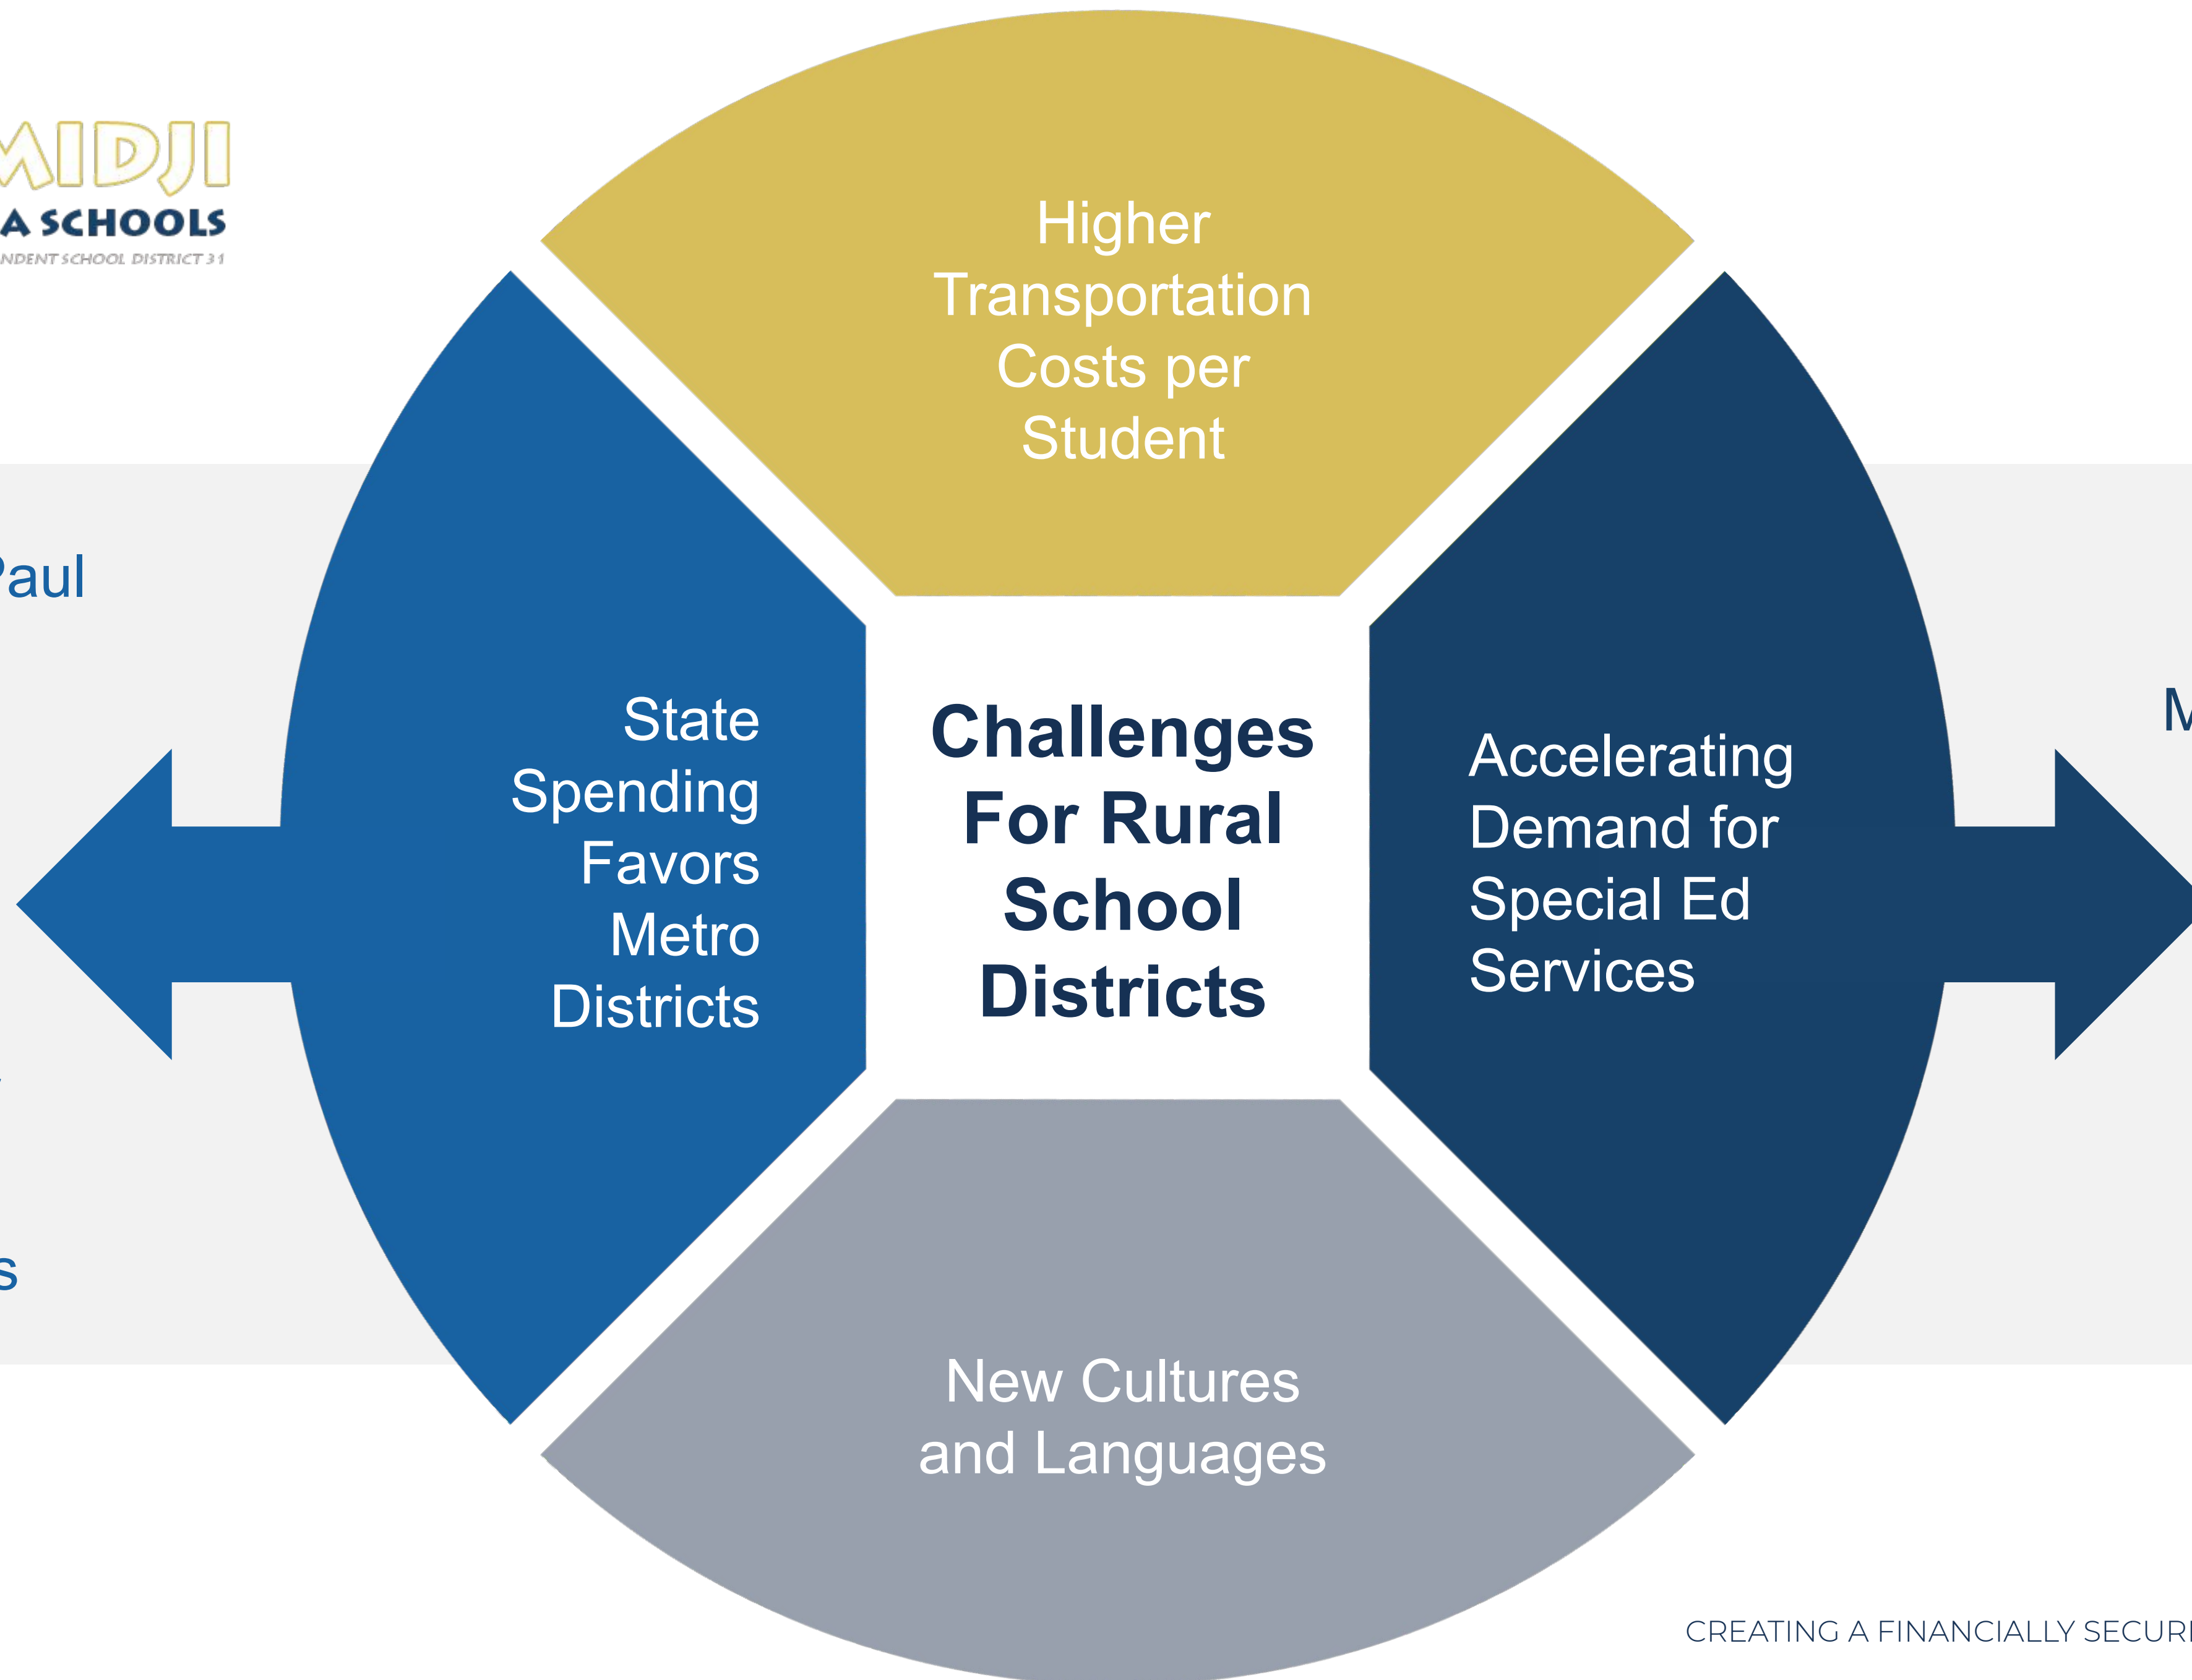 MIDJI
A SCHOOLS
NDENT SCHOOL DISTRICT 31
Higher
Transportation
Costs per
Student
Paul
State
Spending
Favors
Metro
Districts
Challenges
For Rural
School
Districts
Accelerating
Demand for
Special Ed
Services
M
s
New Cultures
and Languages
CREATING A FINANCIALLY SECUR